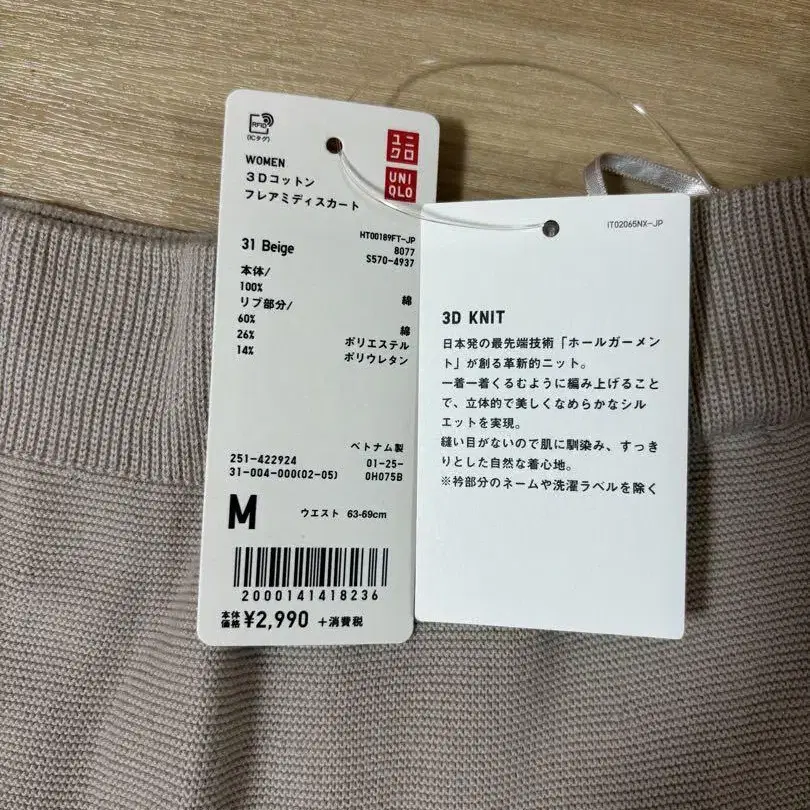 RFID
(ICタグ)
ユニ
クロ
UNI
QLO
WOMEN
3Dコットン
フレアミディスカート
HT00189FT-JP
31 Beige
8077
S570-4937
本体/
100%
綿
リブ部分/
60%
綿
26%
ポリエステル
14%
ポリウレタン
ベトナム製
251-422924
01-25-
31-004-000(02-05)
0H075B
M
ウエスト 63-69cm
2000141418236
本体
価格 ¥2,990 +消費税
IT02065NX-JP
3D KNIT
日本発の最先端技術「ホールガーメン
ト」が創る革新的ニット。
一着一着くるむように編み上げること
で、立体的で美しくなめらかなシル
エットを実現。
縫い目がないので肌に馴染み、すっき
りとした自然な着心地。
※衿部分のネームや洗濯ラベルを除く